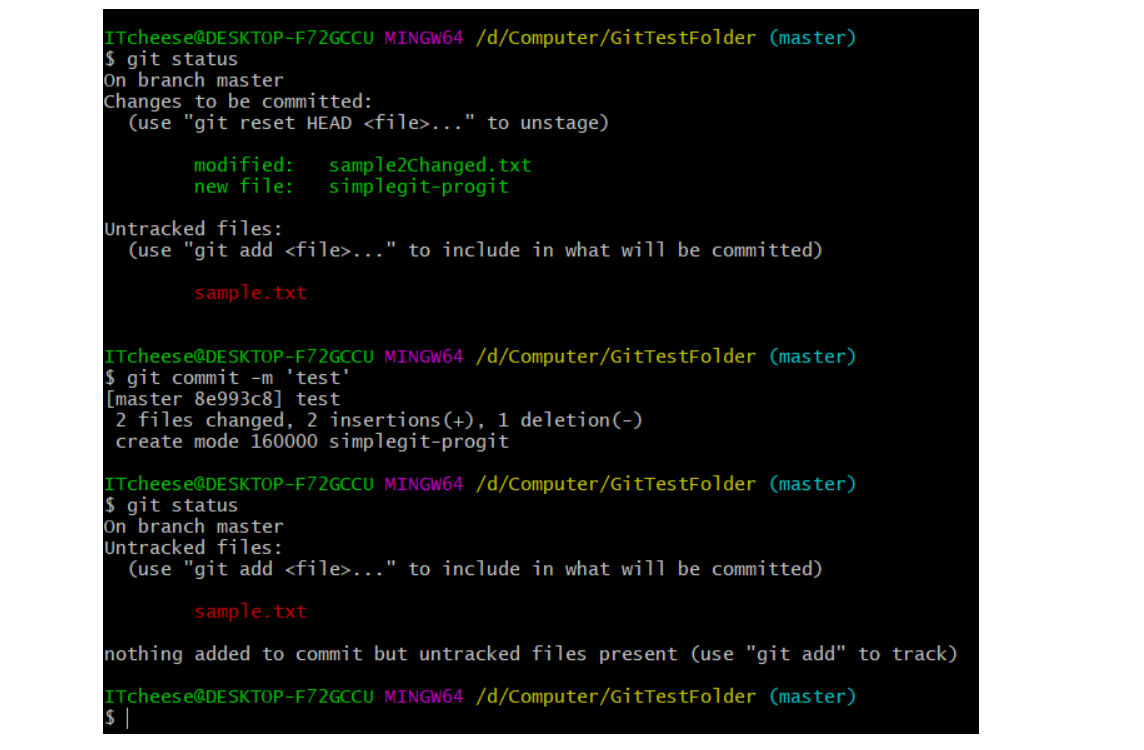 ITcheese@DESKTOP-F72GCCU MINGW64 /d/Computer/GitTestFolder (master)
$ git status
On branch master
Changes to be committed:
  (use "git reset HEAD <file>..." to unstage)
        modified:   sample2Changed.txt
        new file:   simplegit-progit
Untracked files:
  (use "git add <file>..." to include in what will be committed)
        sample.txt
ITcheese@DESKTOP-F72GCCU MINGW64 /d/Computer/GitTestFolder (master)
$ git commit -m 'test'
[master 8e993c8] test
 2 files changed, 2 insertions(+), 1 deletion(-)
 create mode 160000 simplegit-progit
ITcheese@DESKTOP-F72GCCU MINGW64 /d/Computer/GitTestFolder (master)
$ git status
On branch master
Untracked files:
  (use "git add <file>..." to include in what will be committed)
        sample.txt
nothing added to commit but untracked files present (use "git add" to track)
ITcheese@DESKTOP-F72GCCU MINGW64 /d/Computer/GitTestFolder (master)
$